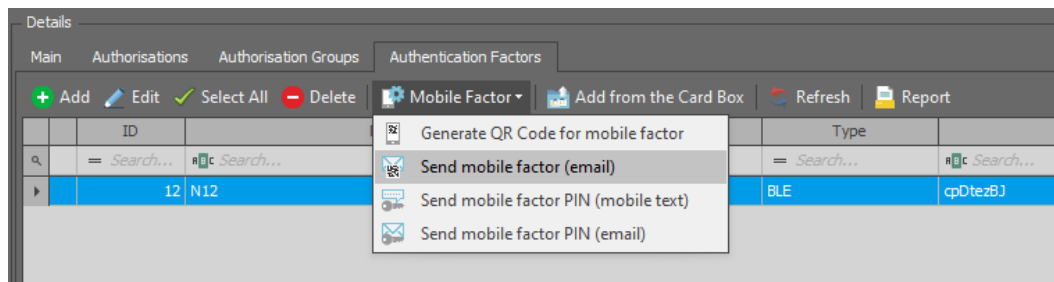 Details
Main Authorisations Authorisation Groups Authentication Factors
Add Edit Select All Delete Mobile Factor Add from the Card Box Refresh Report
ID Type
Generate QR Code for mobile factor
= Search... ABC Search... = Search... ABC Search...
Send mobile factor (email)
12 N12 BLE cpDtezBJ
Send mobile factor PIN (mobile text)
Send mobile factor PIN (email)